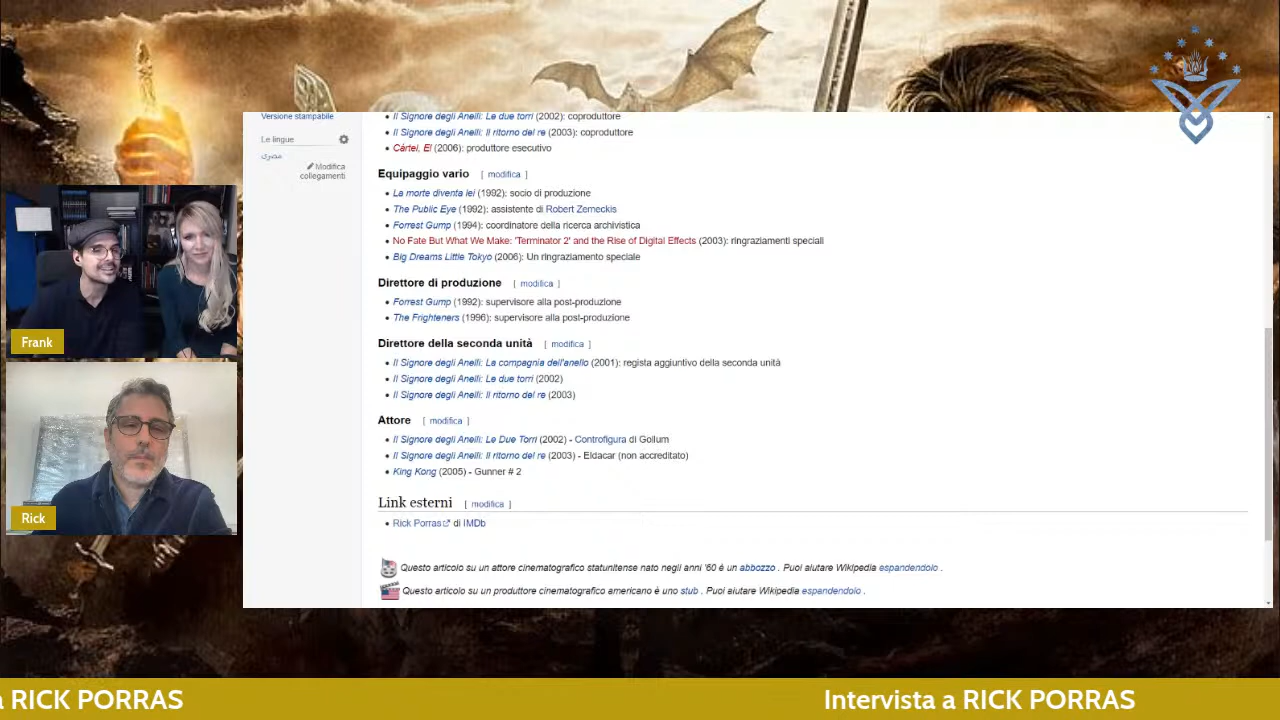 Versione stampabile
Le lingue
مصرى
Modifica
collegamenti
Il Signore degli Anelli: Le due torri (2002): coproduttore
Il Signore degli Anelli: Il ritorno del re (2003): coproduttore
Cártel, El (2006): produttore esecutivo
Equipaggio vario [ modifica ]
La morte diventa lei (1992): socio di produzione
The Public Eye (1992): assistente di Robert Zemeckis
Forrest Gump (1994): coordinatore della ricerca archivistica
No Fate But What We Make: 'Terminator 2' and the Rise of Digital Effects (2003): ringraziamenti speciali
Big Dreams Little Tokyo (2006): Un ringraziamento speciale
Direttore di produzione [ modifica ]
Forrest Gump (1992): supervisore alla post-produzione
The Frighteners (1996): supervisore alla post-produzione
Direttore della seconda unità [ modifica ]
Il Signore degli Anelli: La compagnia dell'anello (2001): regista aggiuntivo della seconda unità
Il Signore degli Anelli: Le due torri (2002)
Il Signore degli Anelli: Il ritorno del re (2003)
Attore [ modifica ]
Il Signore degli Anelli: Le Due Torri (2002) - Controfigura di Gollum
Il Signore degli Anelli: Il ritorno del re (2003) - Eldacar (non accreditato)
King Kong (2005) - Gunner # 2
Link esterni [ modifica ]
Rick Porras di IMDb
Questo articolo su un attore cinematografico statunitense nato negli anni '60 è un abbozzo . Puoi aiutare Wikipedia espandendolo .
Questo articolo su un produttore cinematografico americano è uno stub . Puoi aiutare Wikipedia espandendolo .
Frank
Rick
a RICK PORRAS
Intervista a RICK PORRAS